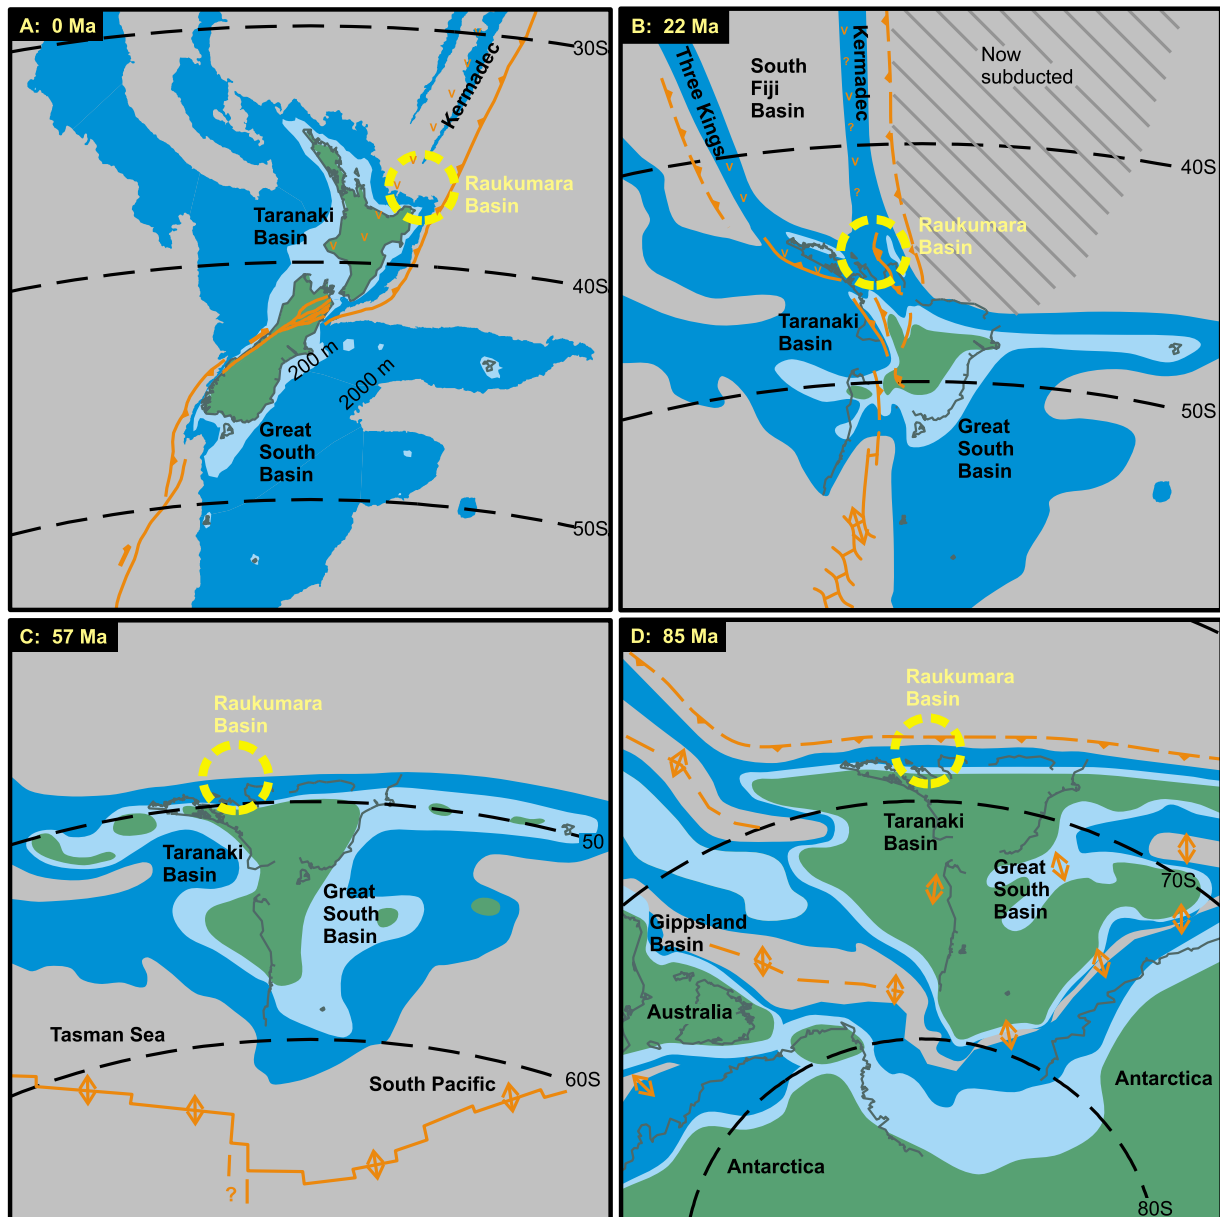 A: 0 Ma
30S
Kermadec
Raukumara
Basin
Taranaki
Basin
40S
200 m
2000 m
Great
South
Basin
50S
B: 22 Ma
Three Kings
South
Fiji
Basin
Kermadec
Now
subducted
40S
Raukumara
Basin
Taranaki
Basin
50S
Great
South
Basin
C: 57 Ma
Raukumara
Basin
50
Taranaki
Basin
Great
South
Basin
Tasman Sea
South Pacific
60S
?
D: 85 Ma
Raukumara
Basin
Taranaki
Basin
Great
South
Basin
70S
Gippsland
Basin
Australia
Antarctica
Antarctica
80S